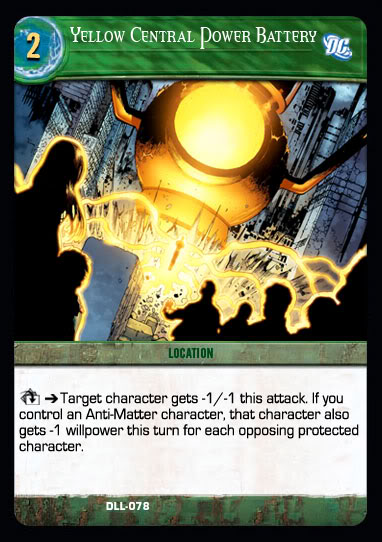 2
Yellow Central Power Battery
DC
LOCATION
➔ Target character gets -1/-1 this attack. If you
control an Anti-Matter character, that character also
gets -1 willpower this turn for each opposing protected
character.
DLL-078